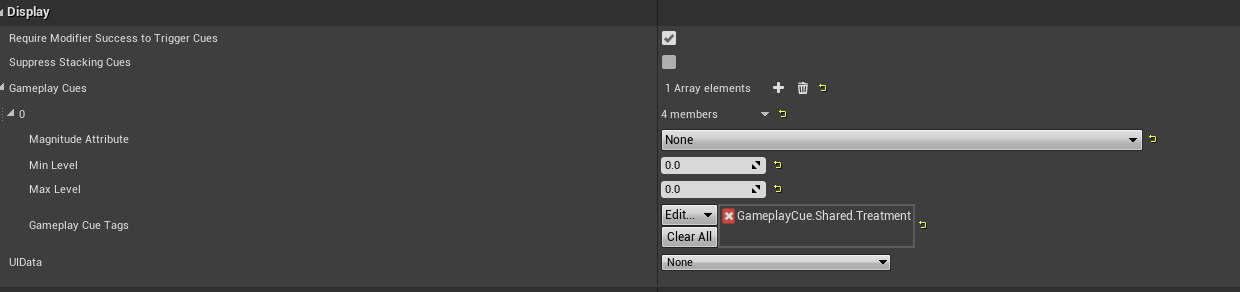 Display
Require Modifier Success to Trigger Cues
Suppress Stacking Cues
Gameplay Cues 1 Array elements
0 4 members
Magnitude Attribute None
Min Level 0.0
Max Level 0.0
Gameplay Cue Tags Edit... GameplayCue.Shared.Treatment
Clear All
UIData None